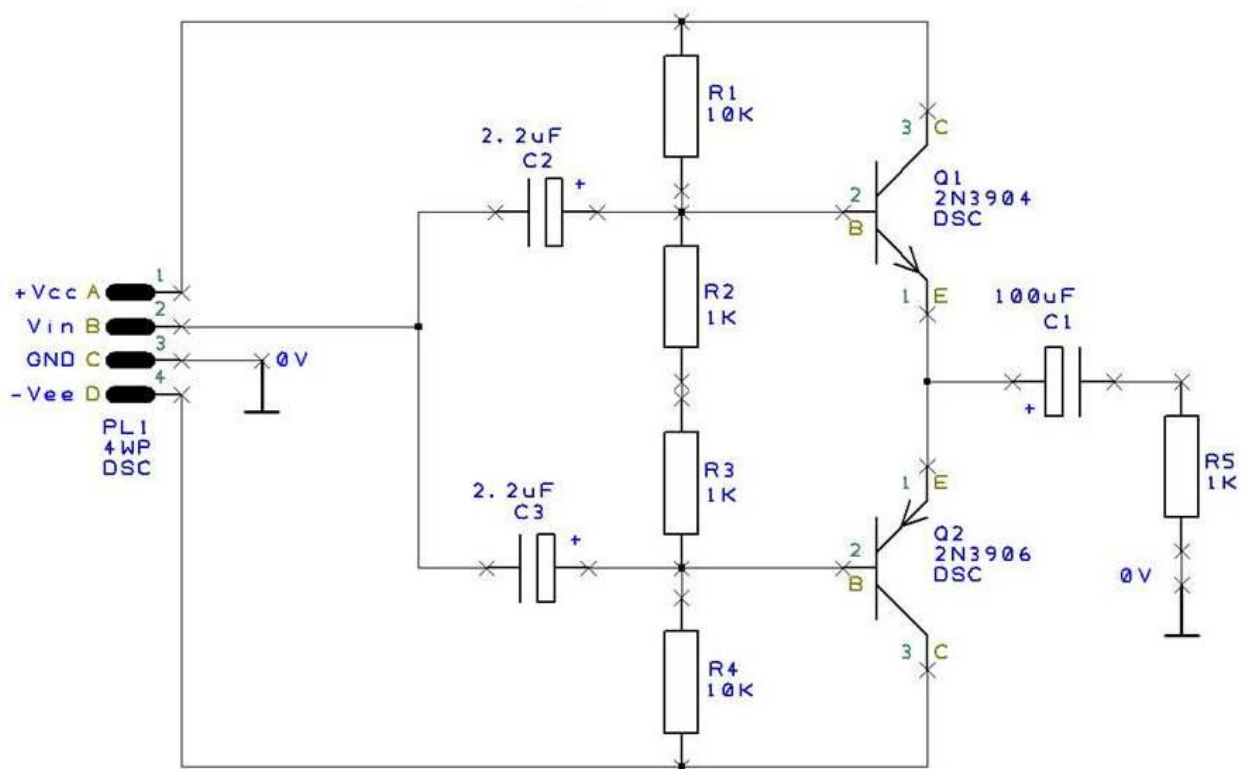 R1
10K
3 C
2.2uF
C2
+
2
B
Q1
2N3904
DSC
1 E
+Vcc A 1
Vin B 2
GND C 3
-Vee D 4
0V
PL1
4WP
DSC
R2
1K
100uF
C1
+
R3
1K
R5
1K
2.2uF
C3
+
1 E
2
B
Q2
2N3906
DSC
0V
3 C
R4
10K